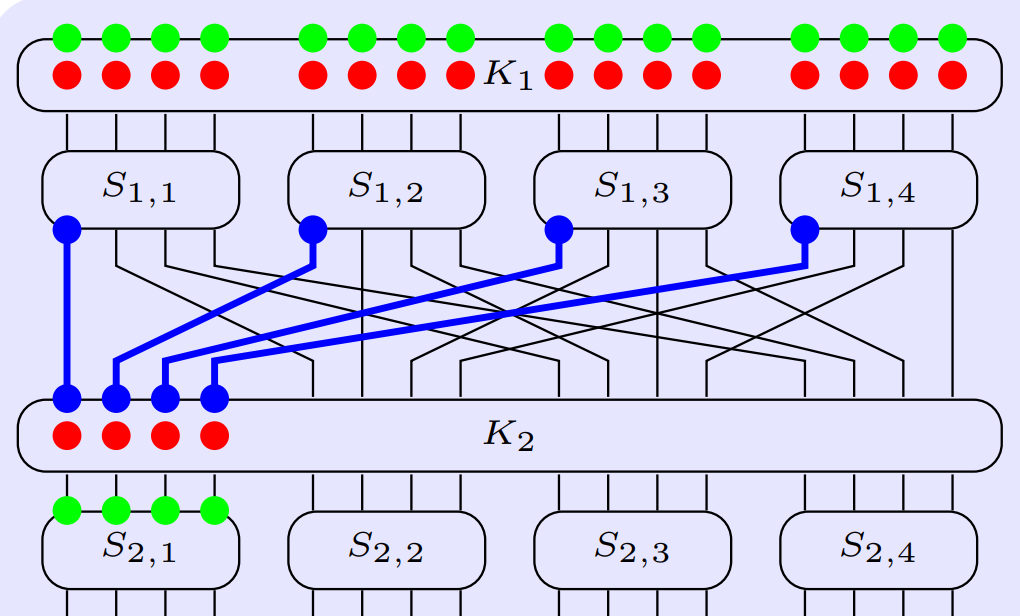 K₁
S₁,₁ S₁,₂ S₁,₃ S₁,₄
K₂
S₂,₁ S₂,₂ S₂,₃ S₂,₄